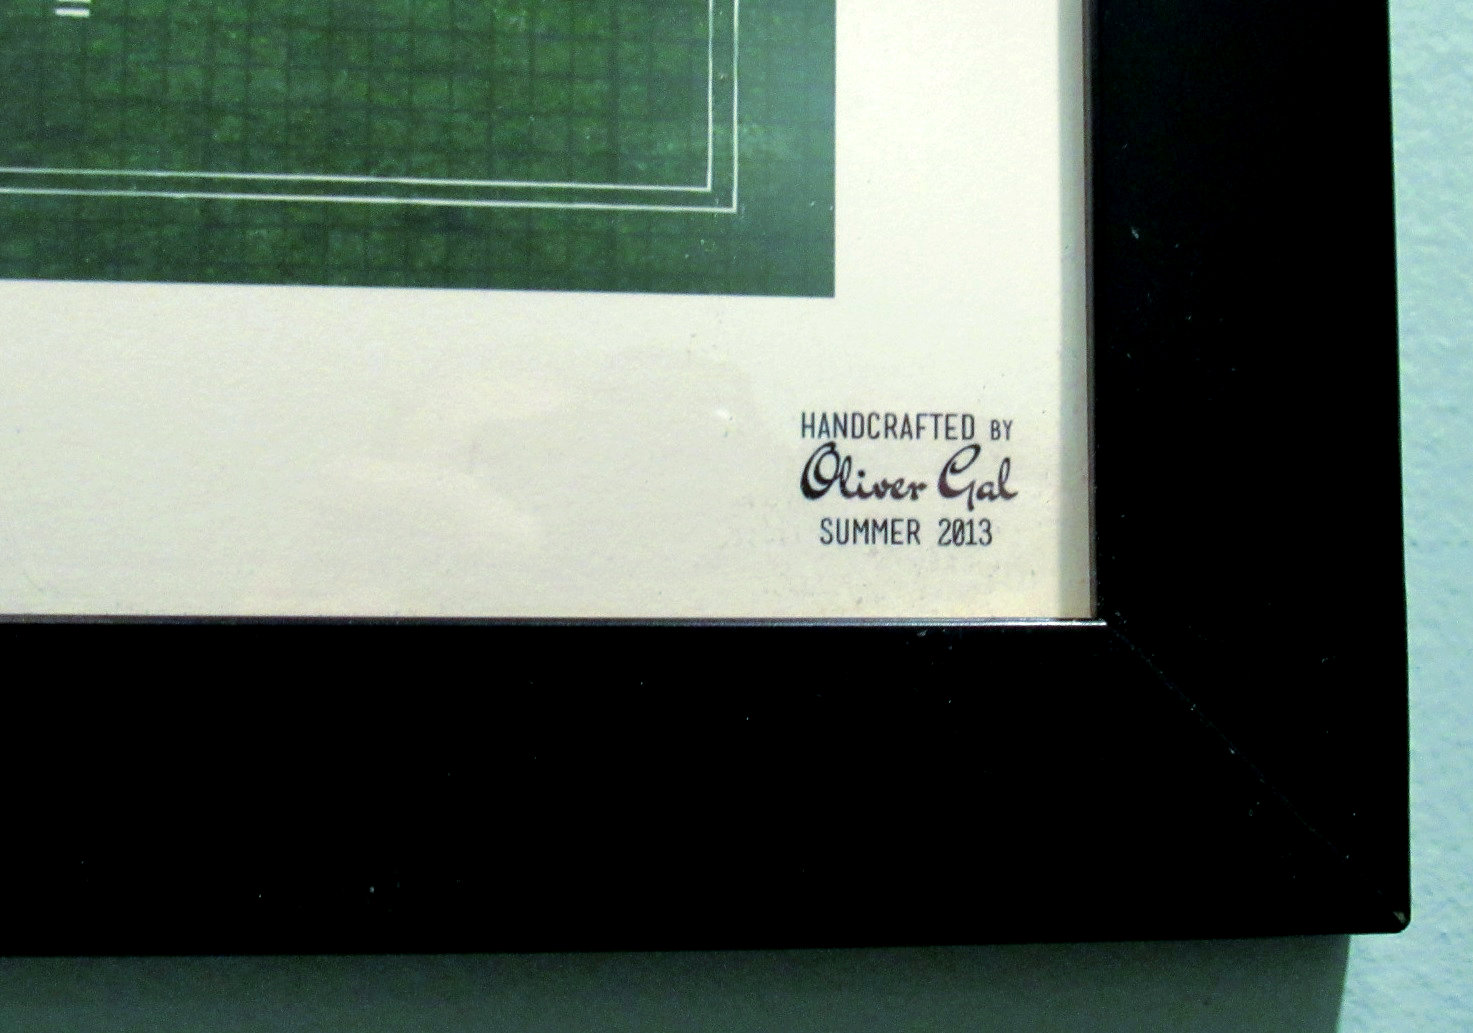 HANDCRAFTED BY
Oliver Gal
SUMMER 2013